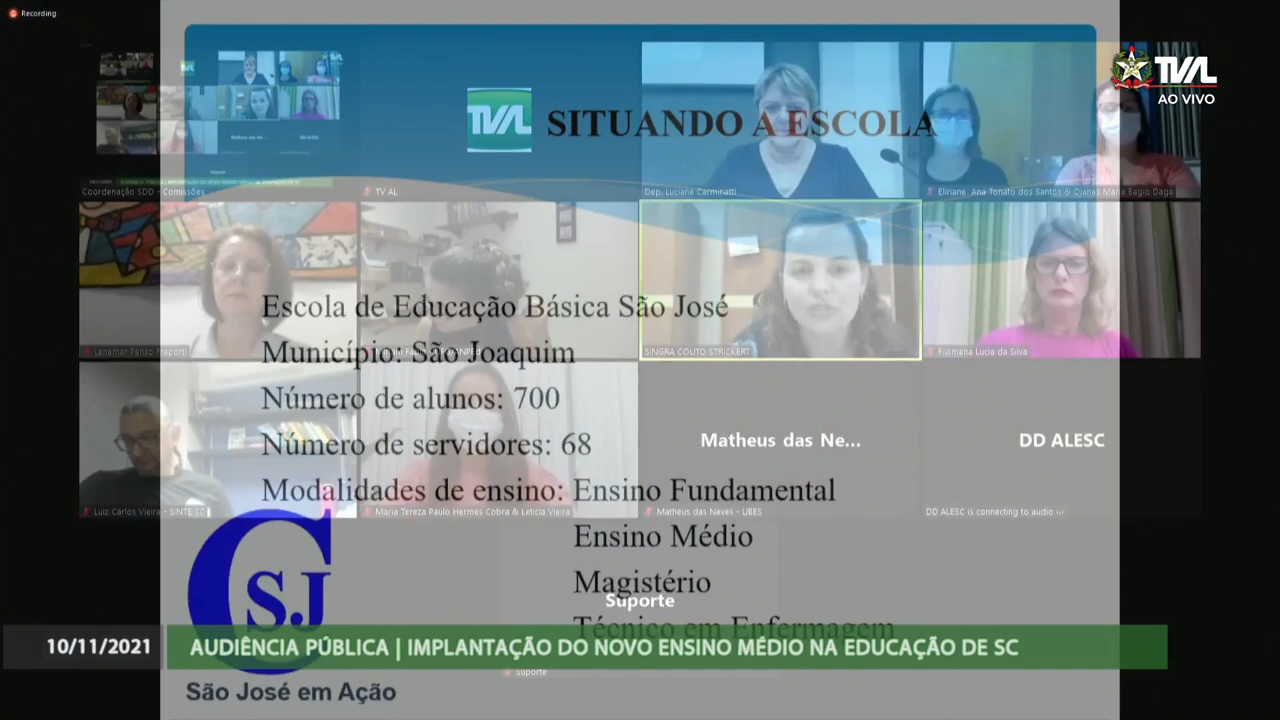 Recording
TVAL
AO VIVO
TVAL SITUANDO A ESCOLA
Coordenação SDD - Comissões
TV AL
Dep. Luciane Carminatti
Eliriane
Ana Tonato dos Santos & Ojanes Maria Bagio Daga
Escola de Educação Básica São José
Lenemar Penso Frapotti
SINGRA COUTO STRICKERT
Filomena Lucia da Silva
Município: São Joaquim
Número de alunos: 700
Número de servidores: 68
Matheus das Ne...
DD ALESC
Modalidades de ensino: Ensino Fundamental
Luiz Carlos Vieira - SINTE SC
Maria Tereza Paulo Hermes Cobra & Leticia Vieira
Matheus das Neves - UBES
DD ALESC is connecting to audio
Ensino Médio
Magistério
CSJ
Suporte
Técnico em Enfermagem
10/11/2021
AUDIÊNCIA PÚBLICA | IMPLANTAÇÃO DO NOVO ENSINO MÉDIO NA EDUCAÇÃO DE SC
Suporte
São José em Ação